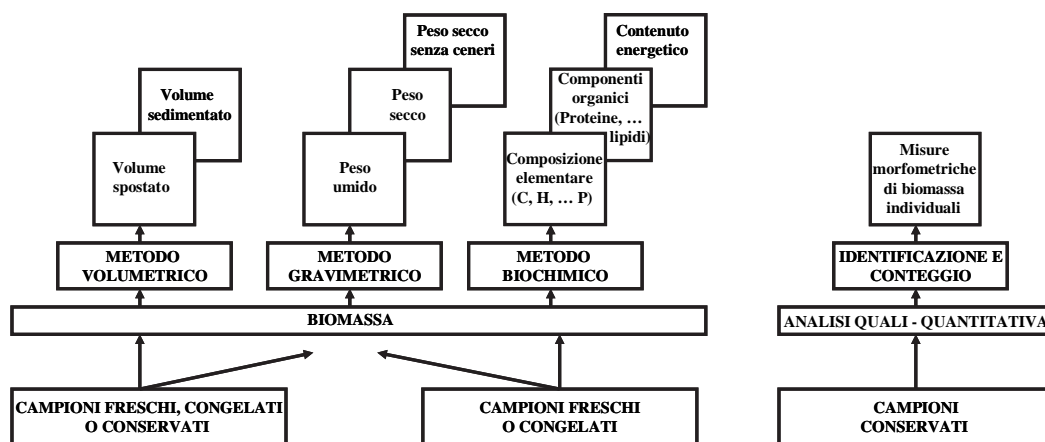 Peso secco
senza ceneri
Contenuto
energetico
Volume
sedimentato
Peso
secco
Componenti
organici
(Proteine, …
lipidi)
Volume
spostato
Peso
umido
Composizione
elementare
(C, H, … P)
Misure
morfometriche
di biomassa
individuali
METODO
VOLUMETRICO
METODO
GRAVIMETRICO
METODO
BIOCHIMICO
IDENTIFICAZIONE E
CONTEGGIO
BIOMASSA
ANALISI QUALI - QUANTITATIVA
CAMPIONI FRESCHI, CONGELATI
O CONSERVATI
CAMPIONI FRESCHI
O CONGELATI
CAMPIONI
CONSERVATI